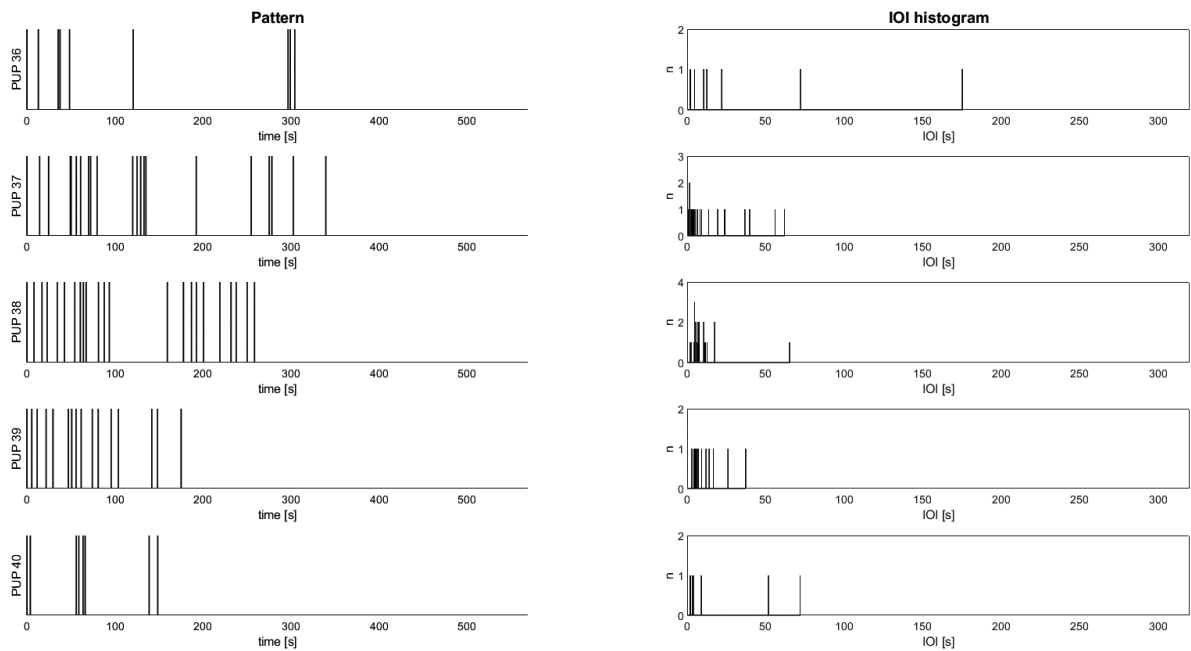 Pattern IOI histogram
PUP 36
0 100 200 300 400 500
time [s]
n
2
1
0
0 50 100 150 200 250 300
IOI [s]
PUP 37
0 100 200 300 400 500
time [s]
n
3
2
1
0
0 50 100 150 200 250 300
IOI [s]
PUP 38
0 100 200 300 400 500
time [s]
n
4
2
0
0 50 100 150 200 250 300
IOI [s]
PUP 39
0 100 200 300 400 500
time [s]
n
2
1
0
0 50 100 150 200 250 300
IOI [s]
PUP 40
0 100 200 300 400 500
time [s]
n
2
1
0
0 50 100 150 200 250 300
IOI [s]